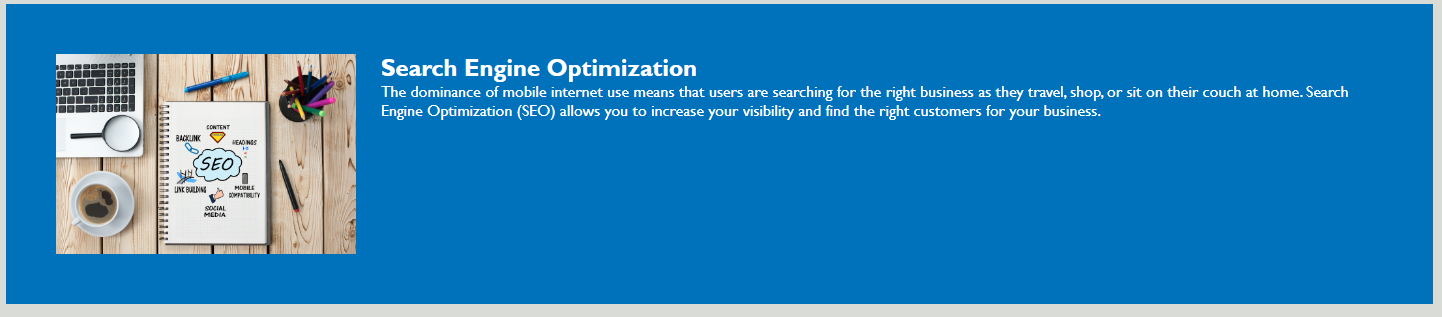 Search Engine Optimization
The dominance of mobile internet use means that users are searching for the right business as they travel, shop, or sit on their couch at home. Search
Engine Optimization (SEO) allows you to increase your visibility and find the right customers for your business.
CONTENT
BACKLINK
HEADINGS
SEO
LINK BUILDING
MOBILE
COMPATIBILITY
SOCIAL
MEDIA